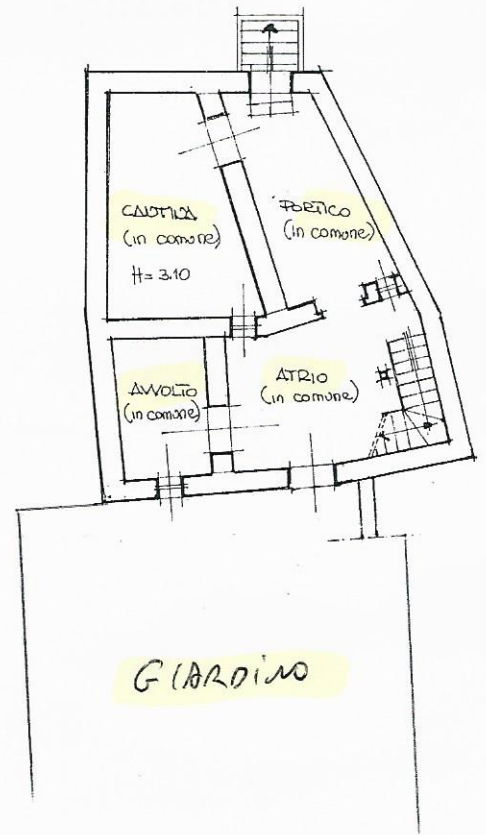 CANTINA
(in comune)
H= 3.10
PORTICO
(in comune)
AVVOLTO
(in comune)
ATRIO
(in comune)
GIARDINO